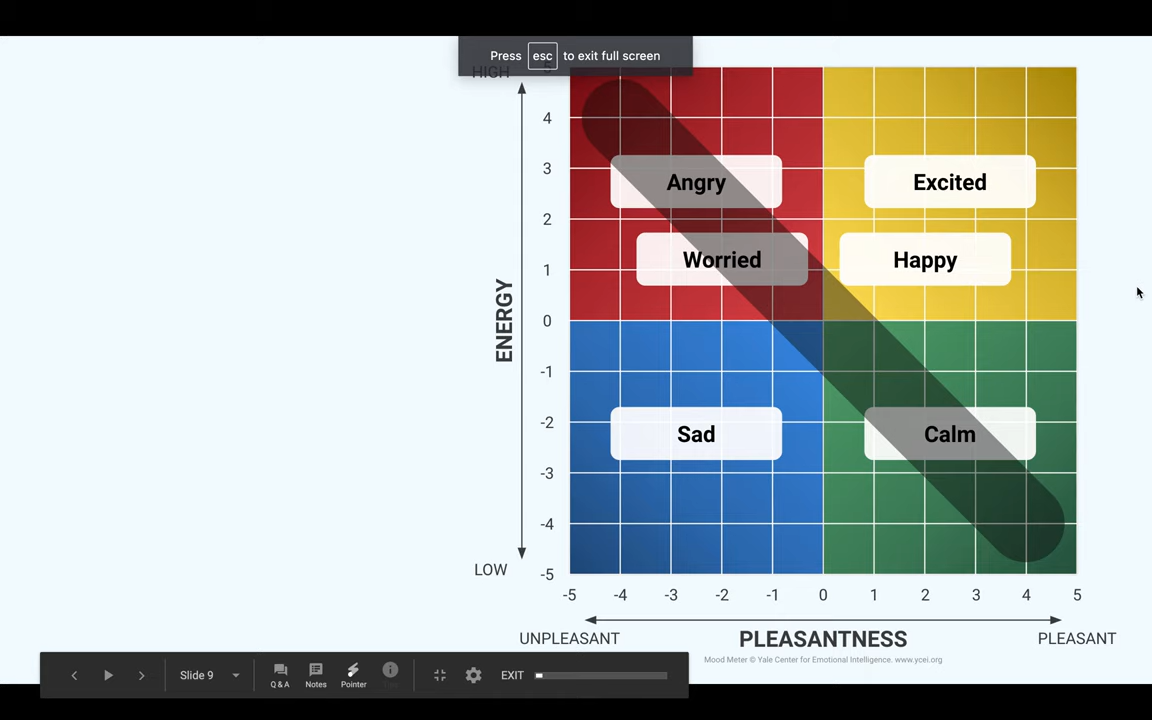 Press esc to exit full screen
HIGH
5
4
3
2
1
0
-1
-2
-3
-4
-5
ENERGY
LOW
Angry
Excited
Worried
Happy
Sad
Calm
-5 -4 -3 -2 -1 0 1 2 3 4 5
UNPLEASANT PLEASANTNESS PLEASANT
Mood Meter © Yale Center for Emotional Intelligence. www.ycei.org
Slide 9
Q & A
Notes
Pointer
EXIT